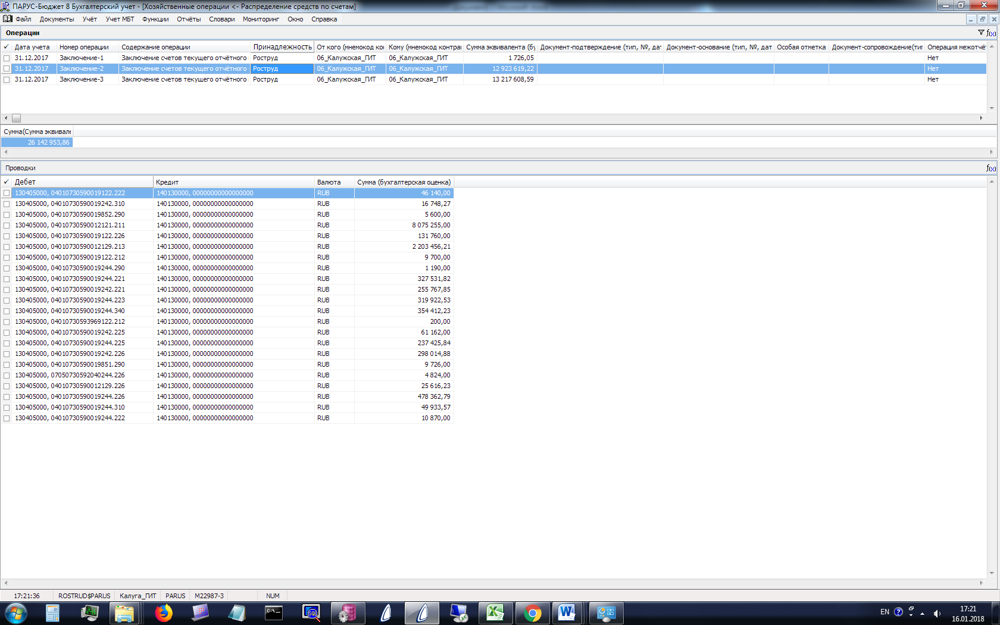 ПАРУС-Бюджет 8 Бухгалтерский учет - [Хозяйственные операции <- Распределение средств по счетам]
Файл Документы Учёт Учет МБТ Функции Отчёты Словари Мониторинг Окно Справка
Операции f(x)
Дата учета Номер операции Содержание операции Принадлежность От кого (мнемокод кон Кому (мнемокод контраг Сумма эквивалента (бу Документ-подтверждение (тип, №, дат Документ-основание (тип, №, дат Особая отметка Документ-сопровождение(тип Операция межотчё
31.12.2017 Заключение-1 Заключение счетов текущего отчётного Роструд 06_Калужская_ГИТ 06_Калужская_ГИТ 1 726,05 Нет
31.12.2017 Заключение-2 Заключение счетов текущего отчётного Роструд 06_Калужская_ГИТ 06_Калужская_ГИТ 12 923 619,22 Нет
31.12.2017 Заключение-3 Заключение счетов текущего отчётного Роструд 06_Калужская_ГИТ 06_Калужская_ГИТ 13 217 608,59 Нет
Сумма(Сумма эквивале
26 142 953,86
Проводки f(x)
Дебет Кредит Валюта Сумма (бухгалтерская оценка)
130405000, 04010730590019122.222 140130000, 00000000000000000 RUB 46 140,00
130405000, 04010730590019242.310 140130000, 00000000000000000 RUB 16 748,27
130405000, 04010730590019852.290 140130000, 00000000000000000 RUB 5 600,00
130405000, 04010730590012121.211 140130000, 00000000000000000 RUB 8 075 255,00
130405000, 04010730590019122.226 140130000, 00000000000000000 RUB 131 760,00
130405000, 04010730590012129.213 140130000, 00000000000000000 RUB 2 203 456,21
130405000, 04010730590019122.212 140130000, 00000000000000000 RUB 9 700,00
130405000, 04010730590019244.290 140130000, 00000000000000000 RUB 1 190,00
130405000, 04010730590019244.221 140130000, 00000000000000000 RUB 327 531,82
130405000, 04010730590019242.221 140130000, 00000000000000000 RUB 255 767,85
130405000, 04010730590019244.223 140130000, 00000000000000000 RUB 319 922,53
130405000, 04010730590019244.340 140130000, 00000000000000000 RUB 354 412,23
130405000, 04010730593969122.212 140130000, 00000000000000000 RUB 200,00
130405000, 04010730590019242.225 140130000, 00000000000000000 RUB 61 162,00
130405000, 04010730590019244.225 140130000, 00000000000000000 RUB 237 425,84
130405000, 04010730590019242.226 140130000, 00000000000000000 RUB 298 014,88
130405000, 04010730590019851.290 140130000, 00000000000000000 RUB 9 726,00
130405000, 07050730592040244.226 140130000, 00000000000000000 RUB 4 824,00
130405000, 04010730590012129.226 140130000, 00000000000000000 RUB 25 616,23
130405000, 04010730590019244.226 140130000, 00000000000000000 RUB 478 362,79
130405000, 04010730590019244.310 140130000, 00000000000000000 RUB 49 933,57
130405000, 04010730590019244.222 140130000, 00000000000000000 RUB 10 870,00
17:21:36 ROSTRUD$PARUS Калуга_ГИТ PARUS M22987-3 NUM
C:\_ SQL EN 17:21
16.01.2018